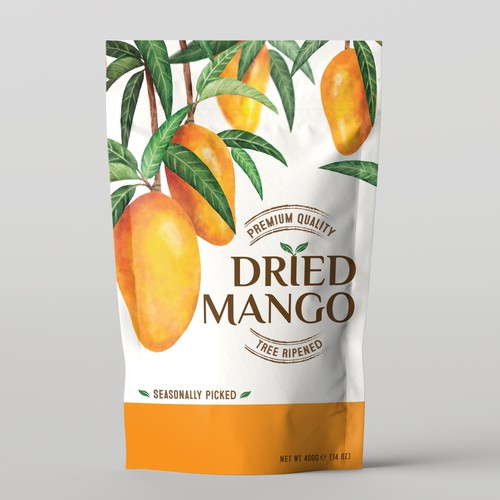 PREMIUM QUALITY
DRIED
MANGO
TREE RIPENED
SEASONALLY PICKED
NET WT 400G ℮ (14 OZ)